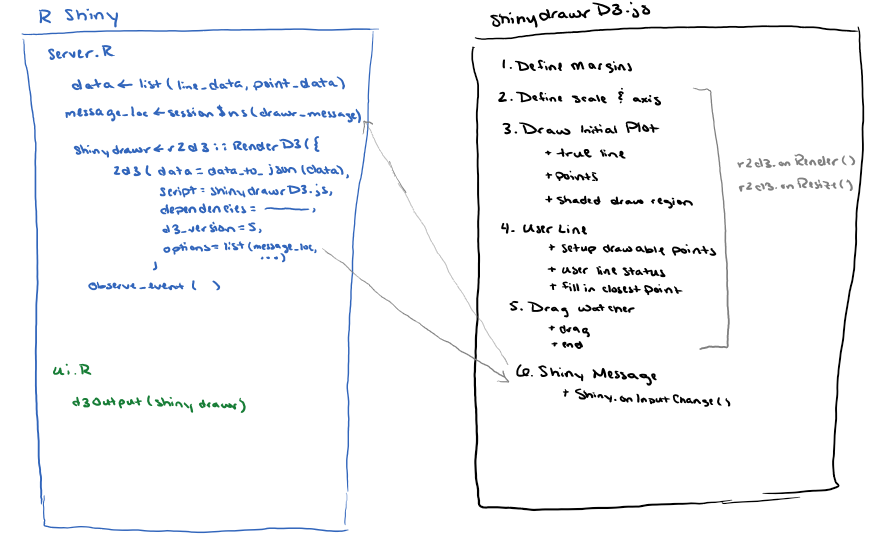 R Shiny
Server.R
data ← list (line_data, point_data)
message_loc ← session$ns(drawr_message)
shinydrawr ← r2d3 :: RenderD3({
r2d3( data = data_to_json (data),
script = shinydrawrD3.js,
dependencies = ,
d3_version = 5,
options = list (message_loc,
...)
)
observe_event ( )
ui.R
d3Output (shiny drawr)
shinydrawr D3.js
1. Define Margins
2. Define scale & axis
3. Draw Initial Plot
+ true line
+ points
+ shaded draw region
4. User Line
+ setup drawable points
+ user line status
+ fill in closest point
5. Drag watcher
+ drag
+ end
6. Shiny Message
+ Shiny.onInputChange()
r2d3.onRender()
r2d3.onResize()